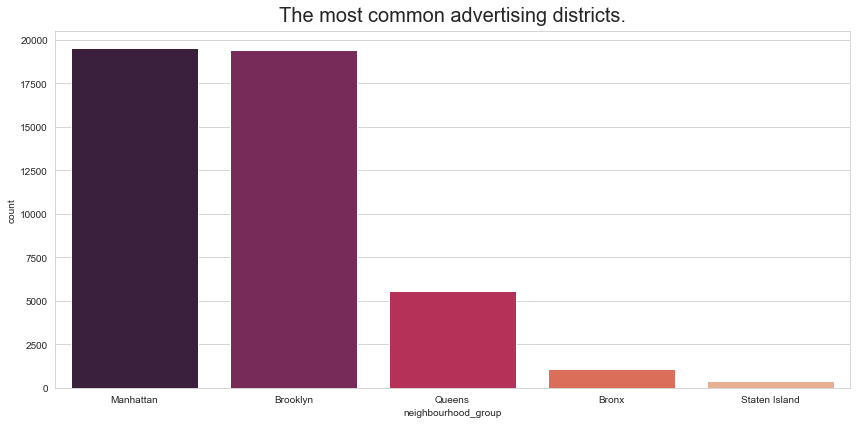 The most common advertising districts.
20000
17500
15000
12500
10000
7500
5000
2500
0
count
Manhattan Brooklyn Queens Bronx Staten Island
neighbourhood_group